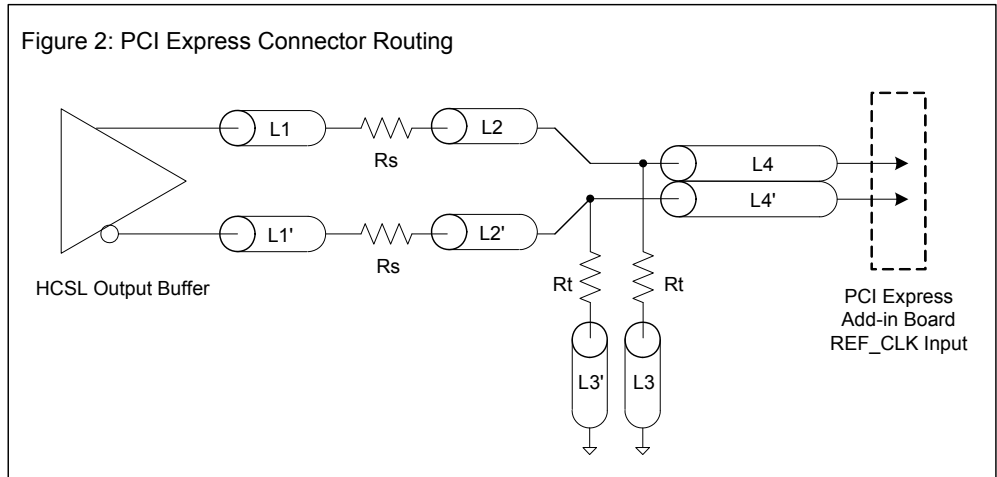 Figure 2: PCI Express Connector Routing
L1
Rs
L2
L4
L1'
Rs
L2'
L4'
HCSL Output Buffer
Rt
Rt
L3'
L3
PCI Express
Add-in Board
REF_CLK Input